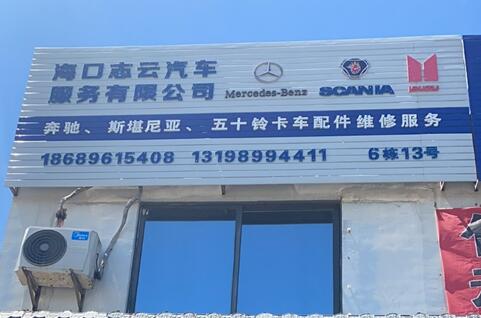 海口志云汽车
服务有限公司
Mercedes-Benz
SCANIA
ISUZU
奔驰、斯堪尼亚、五十铃卡车配件维修服务
18689615408 13198994411 6栋13号
Midea